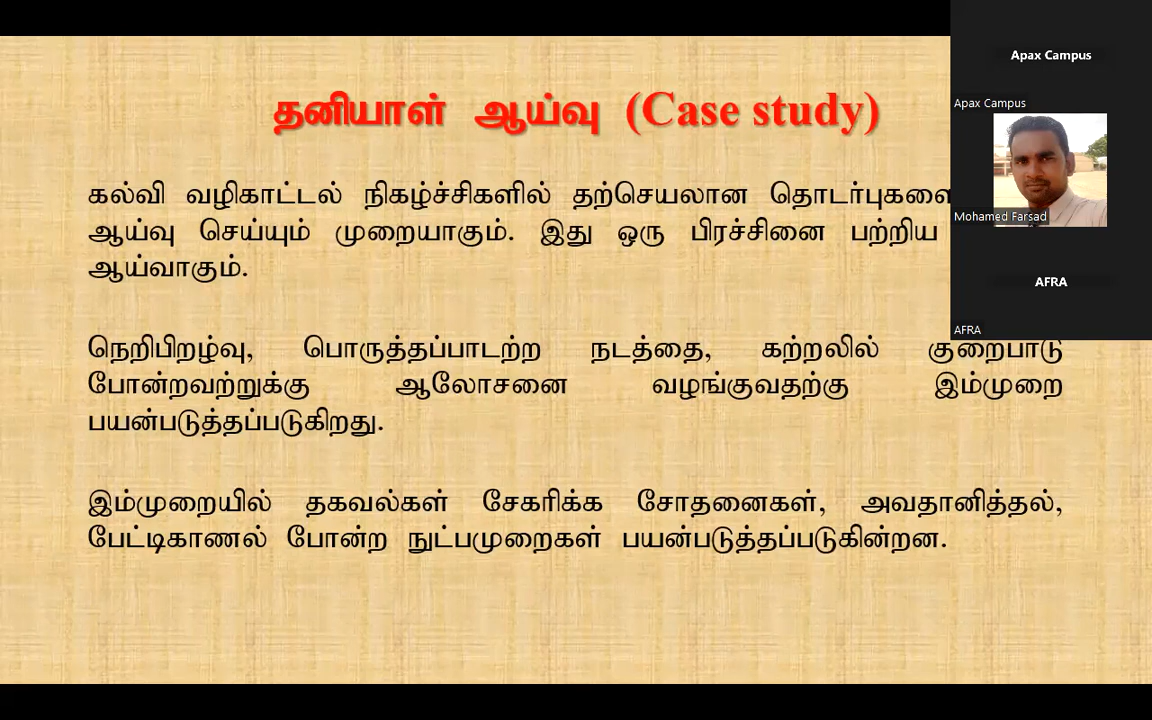 தனியாள் ஆய்வு (Case study)
கல்வி வழிகாட்டல் நிகழ்ச்சிகளில் தற்செயலான
ஆய்வு செய்யும் முறையாகும். இது ஒரு பிரச்சினை பற்றிய
ஆய்வாகும்.
நெறிபிறழ்வு, பொருத்தப்பாடற்ற நடத்தை, கற்றலில் குறைபாடு
போன்றவற்றுக்கு ஆலோசனை வழங்குவதற்கு இம்முறை
பயன்படுத்தப்படுகிறது.
இம்முறையில் தகவல்கள் சேகரிக்க சோதனைகள், அவதானித்தல்,
பேட்டிகாணல் போன்ற நுட்பமுறைகள் பயன்படுத்தப்படுகின்றன.
Apax Campus
Apax Campus
Mohamed Farsad
AFRA
AFRA